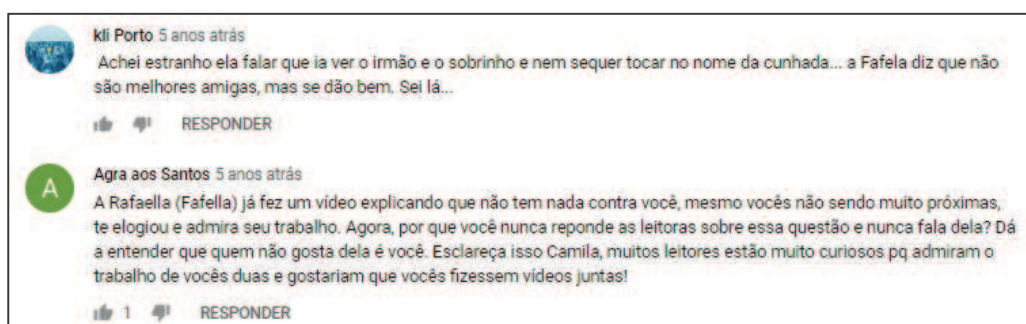 kli Porto 5 anos atrás
Achei estranho ela falar que ia ver o irmão e o sobrinho e nem sequer tocar no nome da cunhada... a Fafela diz que não
são melhores amigas, mas se dão bem. Sei lá...
RESPONDER
A
Agra aos Santos 5 anos atrás
A Rafaella (Fafella) já fez um vídeo explicando que não tem nada contra você, mesmo vocês não sendo muito próximas,
te elogiou e admira seu trabalho. Agora, por que você nunca reponde as leitoras sobre essa questão e nunca fala dela? Dá
a entender que quem não gosta dela é você. Esclareça isso Camila, muitos leitores estão muito curiosos pq admiram o
trabalho de vocês duas e gostariam que vocês fizessem vídeos juntas!
1 RESPONDER